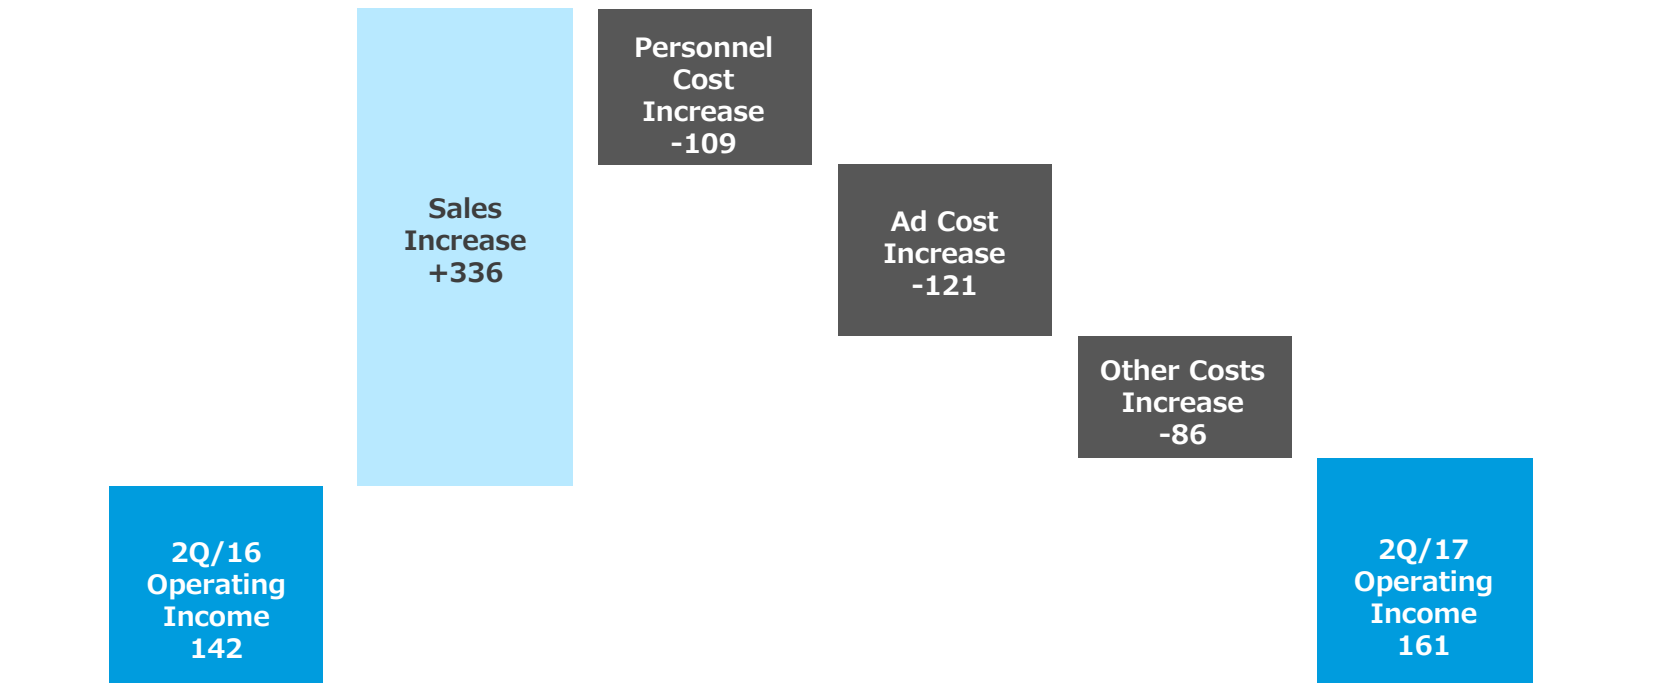 Personnel
Cost
Increase
-109
Sales
Increase
+336
Ad Cost
Increase
-121
Other Costs
Increase
-86
2Q/16
Operating
Income
142
2Q/17
Operating
Income
161